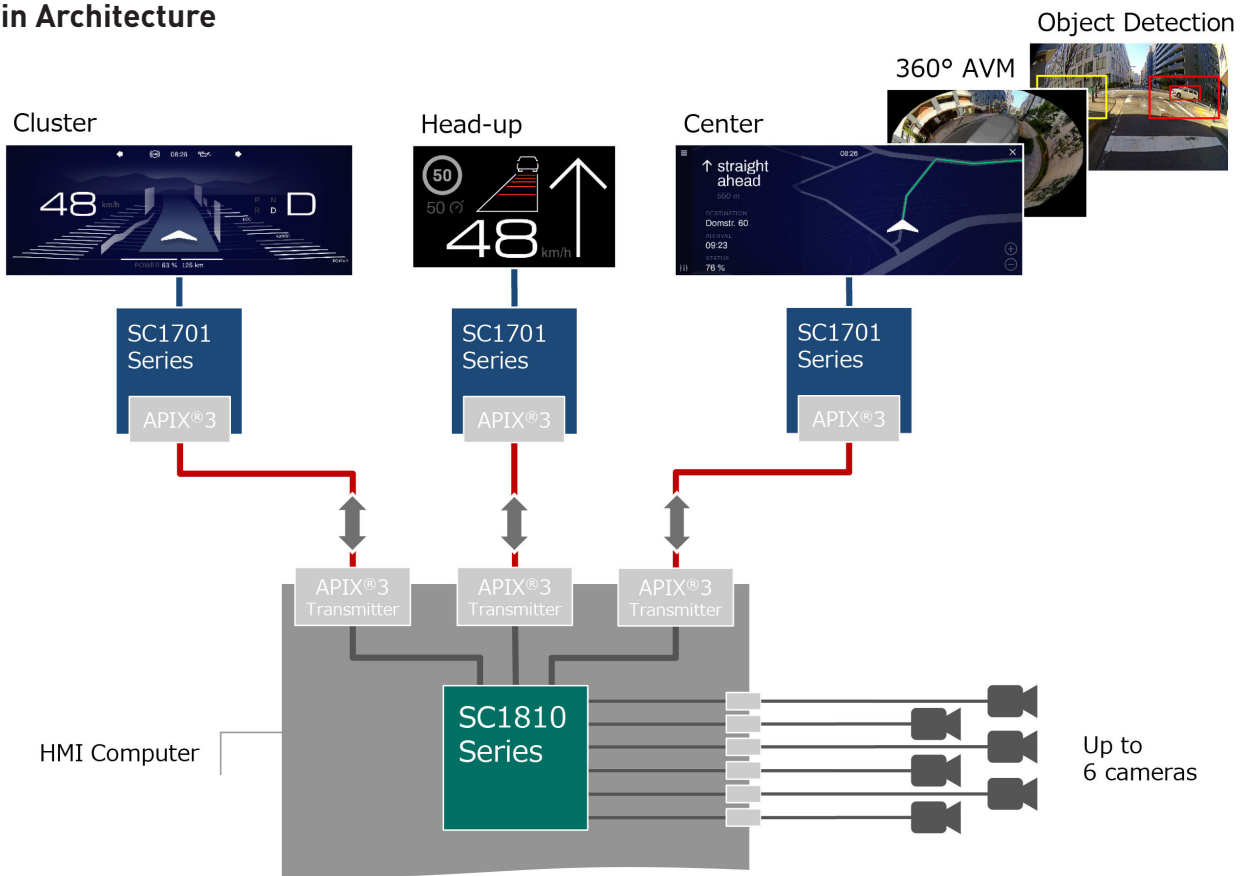 in Architecture
Object Detection
360° AVM
Cluster
Head-up
Center
08:26
48 km/h
P N
R D
D
POWER 83 % 125 km
50
50
48 km/h
08:26
↑ straight
ahead
550 m
DESTINATION
Domstr. 60
ARRIVAL
09:23
STATUS
76 %
SC1701
Series
APIX®3
SC1701
Series
APIX®3
SC1701
Series
APIX®3
APIX®3
Transmitter
APIX®3
Transmitter
APIX®3
Transmitter
SC1810
Series
HMI Computer
Up to
6 cameras